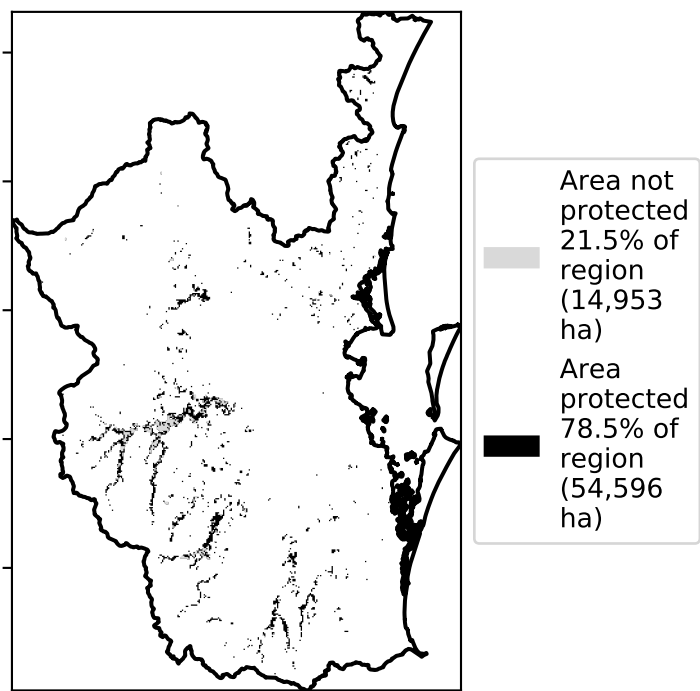 Area not
protected
21.5% of
region
(14,953
ha)
Area
protected
78.5% of
region
(54,596
ha)